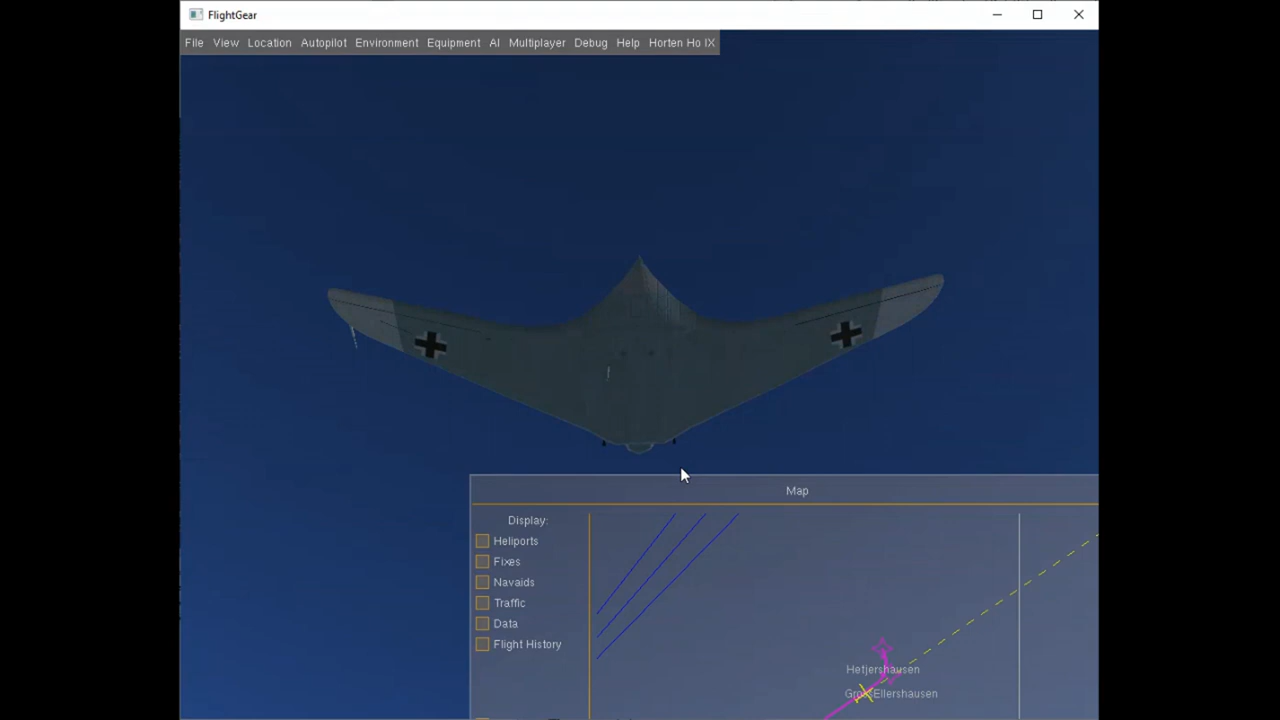 FlightGear
File View Location Autopilot Environment Equipment AI Multiplayer Debug Help Horten Ho IX
Map
Display:
Heliports
Fixes
Navaids
Traffic
Data
Flight History
Hetjershausen
Ellershausen